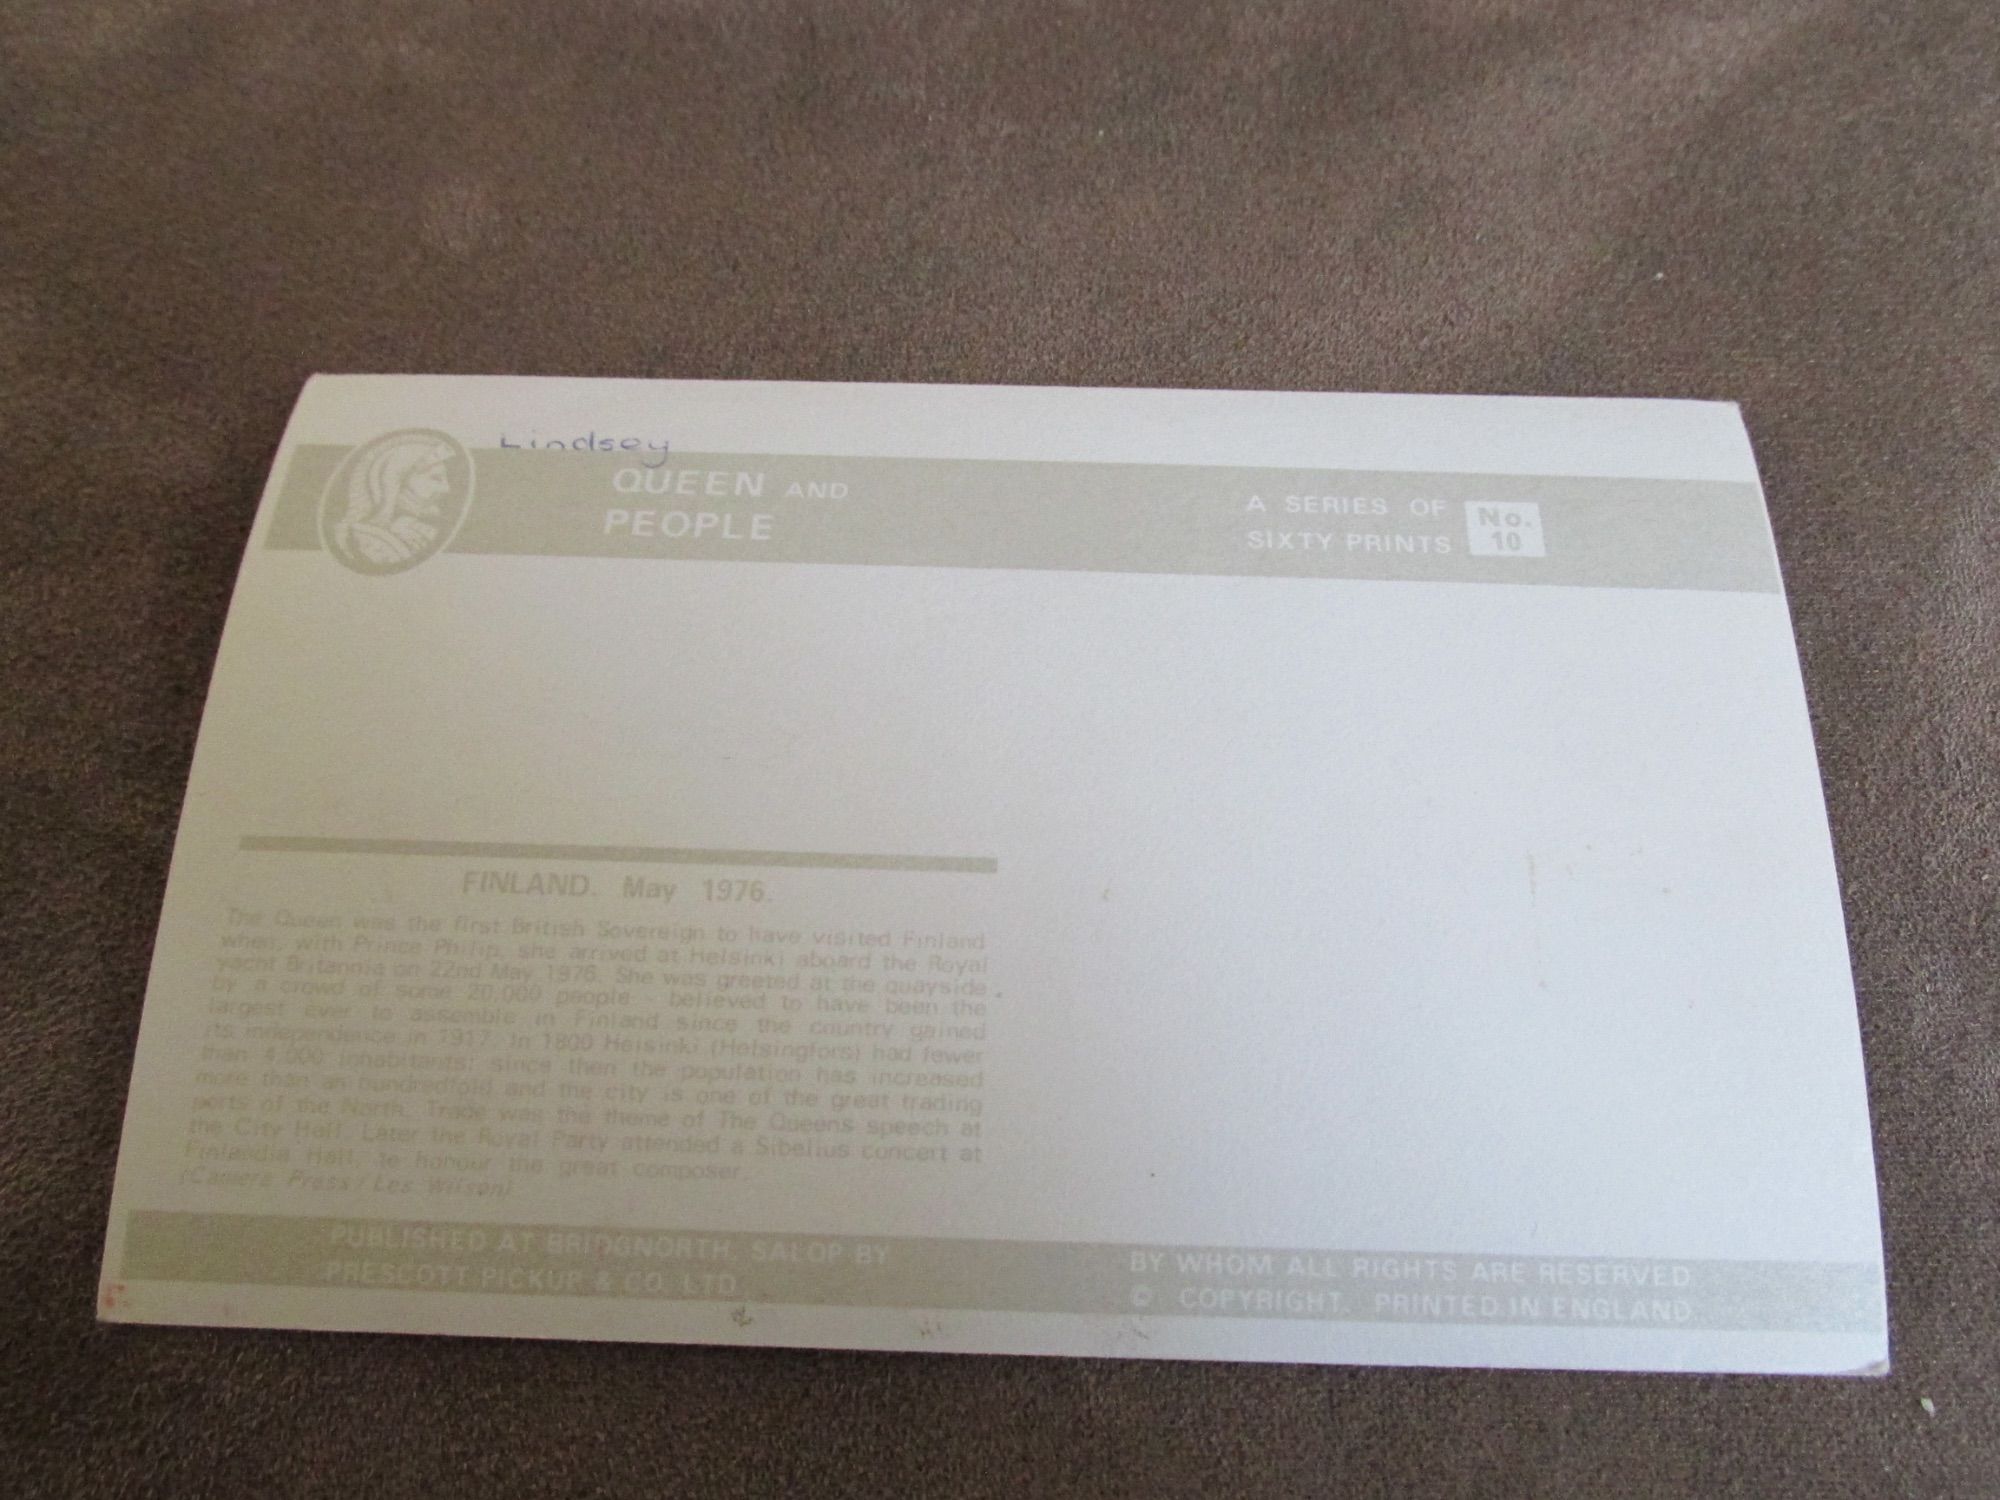 Lindsey
QUEEN AND
PEOPLE
A SERIES OF
SIXTY PRINTS
No.
10
FINLAND. May 1976.
The Queen was the first British Sovereign to have visited Finland
when, with Prince Philip, she arrived at Helsinki aboard the Royal
yacht Britannia on 22nd May 1976. She was greeted at the quayside
by a crowd of some 20,000 people - believed to have been the
largest ever to assemble in Finland since the country gained
its independence in 1917. In 1800 Helsinki (Helsingfors) had fewer
than 4,000 inhabitants; since then the population has increased
more than an hundredfold and the city is one of the great trading
ports of the North. Trade was the theme of The Queens speech at
the City Hall. Later the Royal Party attended a Sibelius concert at
Finlandia Hall, to honour the great composer.
(Camera Press / Les Wilson)
PUBLISHED AT BRIDGNORTH, SALOP BY
PRESCOTT PICKUP & CO. LTD
BY WHOM ALL RIGHTS ARE RESERVED
© COPYRIGHT. PRINTED IN ENGLAND